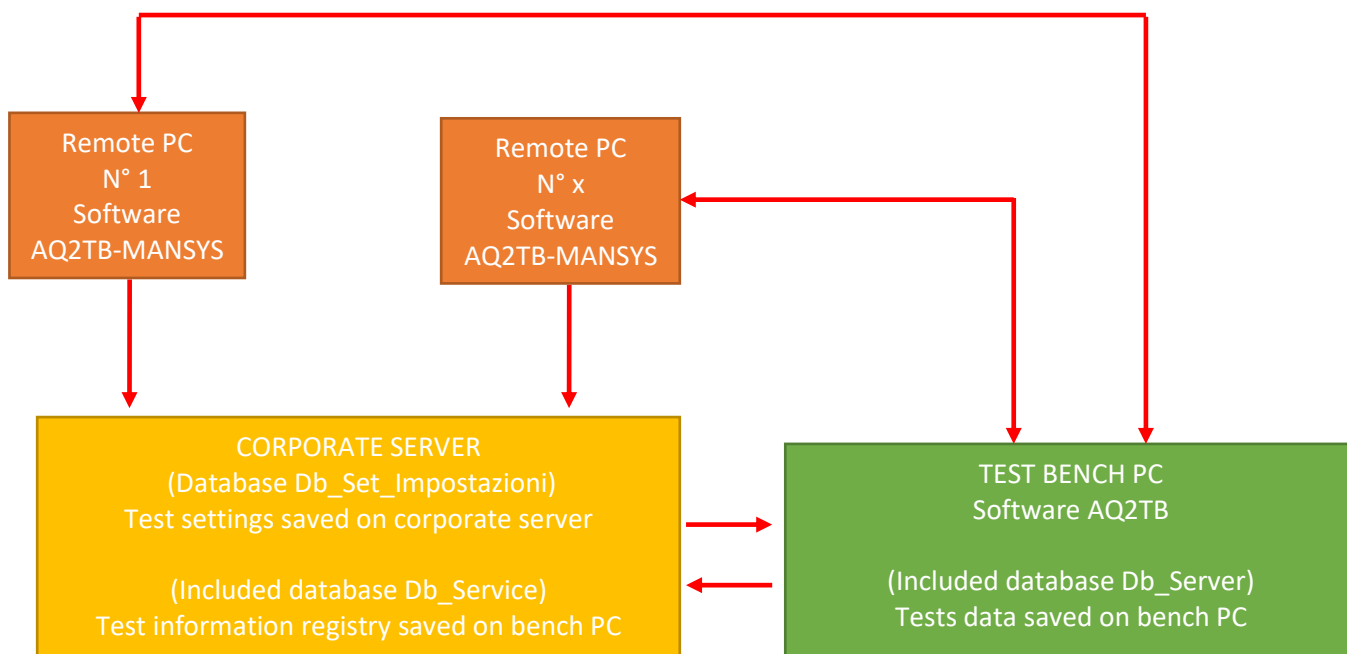 Remote PC
N° 1
Software
AQ2TB-MANSYS
Remote PC
N° x
Software
AQ2TB-MANSYS
CORPORATE SERVER
(Database Db_Set_Impostazioni)
Test settings saved on corporate server
(Included database Db_Service)
Test information registry saved on bench PC
TEST BENCH PC
Software AQ2TB
(Included database Db_Server)
Tests data saved on bench PC